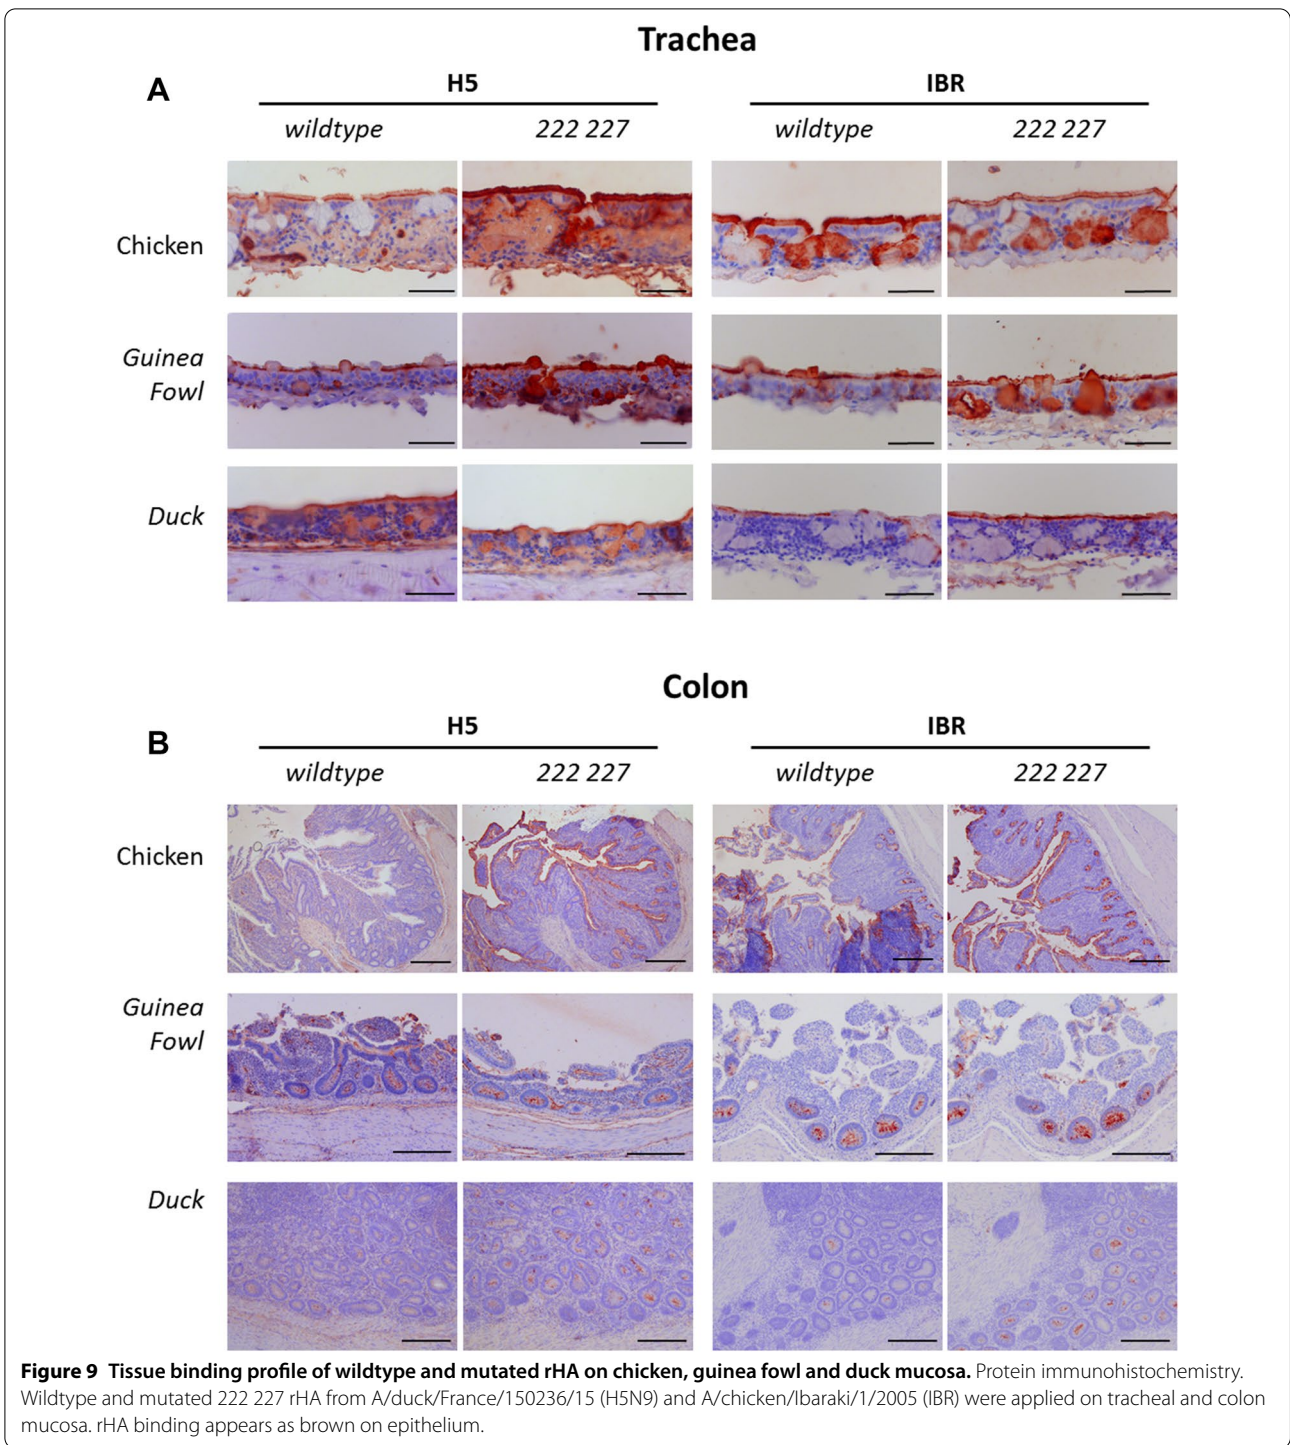 Trachea
A
H5 IBR
wildtype 222 227 wildtype 222 227
Chicken
Guinea
Fowl
Duck
Colon
B
H5 IBR
wildtype 222 227 wildtype 222 227
Chicken
Guinea
Fowl
Duck
Figure 9 Tissue binding profile of wildtype and mutated rHA on chicken, guinea fowl and duck mucosa. Protein immunohistochemistry.
Wildtype and mutated 222 227 rHA from A/duck/France/150236/15 (H5N9) and A/chicken/Ibaraki/1/2005 (IBR) were applied on tracheal and colon
mucosa. rHA binding appears as brown on epithelium.